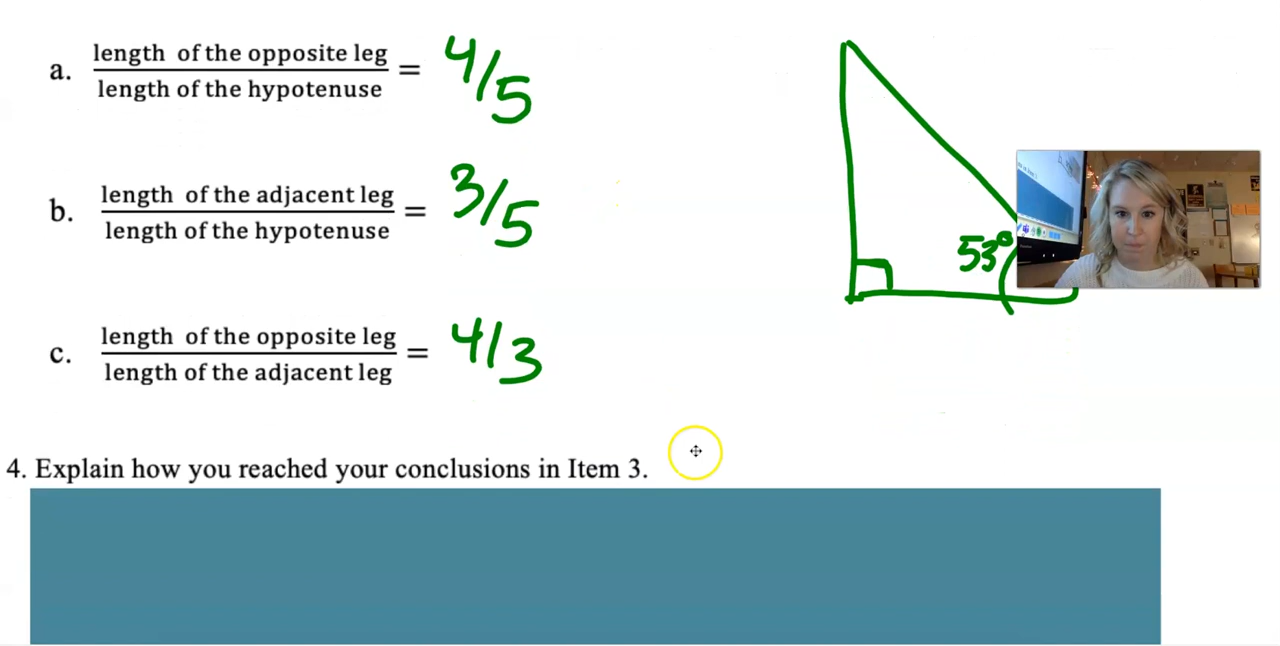 a. length of the opposite leg
length of the hypotenuse
= 4/5
b. length of the adjacent leg
length of the hypotenuse
= 3/5
c. length of the opposite leg
length of the adjacent leg
= 4/3
53°
4. Explain how you reached your conclusions in Item 3.